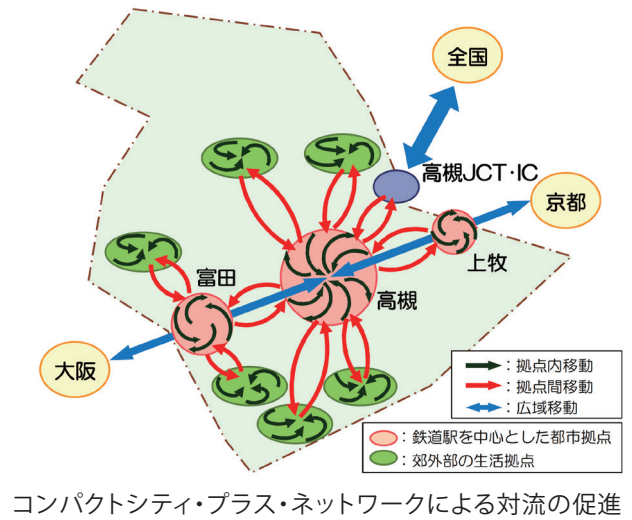 全国
高槻JCT・IC
京都
上牧
富田
高槻
大阪
：拠点内移動
：拠点間移動
：広域移動
：鉄道駅を中心とした都市拠点
：郊外部の生活拠点
コンパクトシティ・プラス・ネットワークによる対流の促進